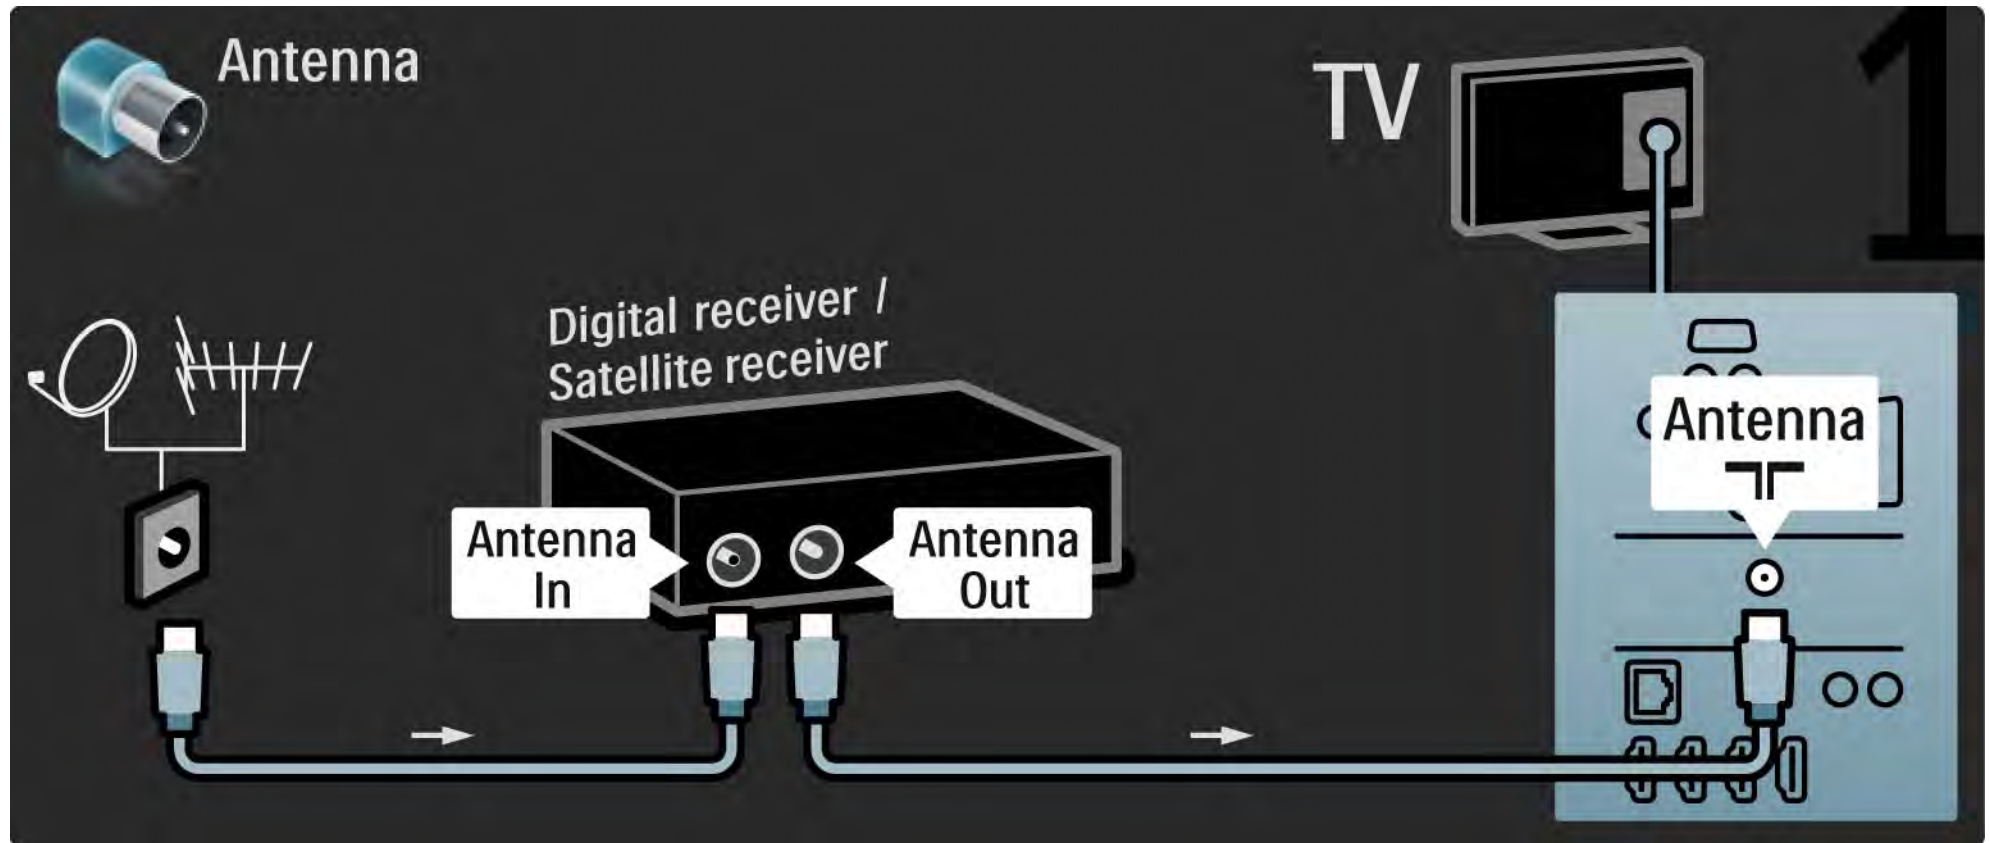 Antenna
TV
1
Digital receiver /
Satellite receiver
Antenna
In
Antenna
Out
Antenna